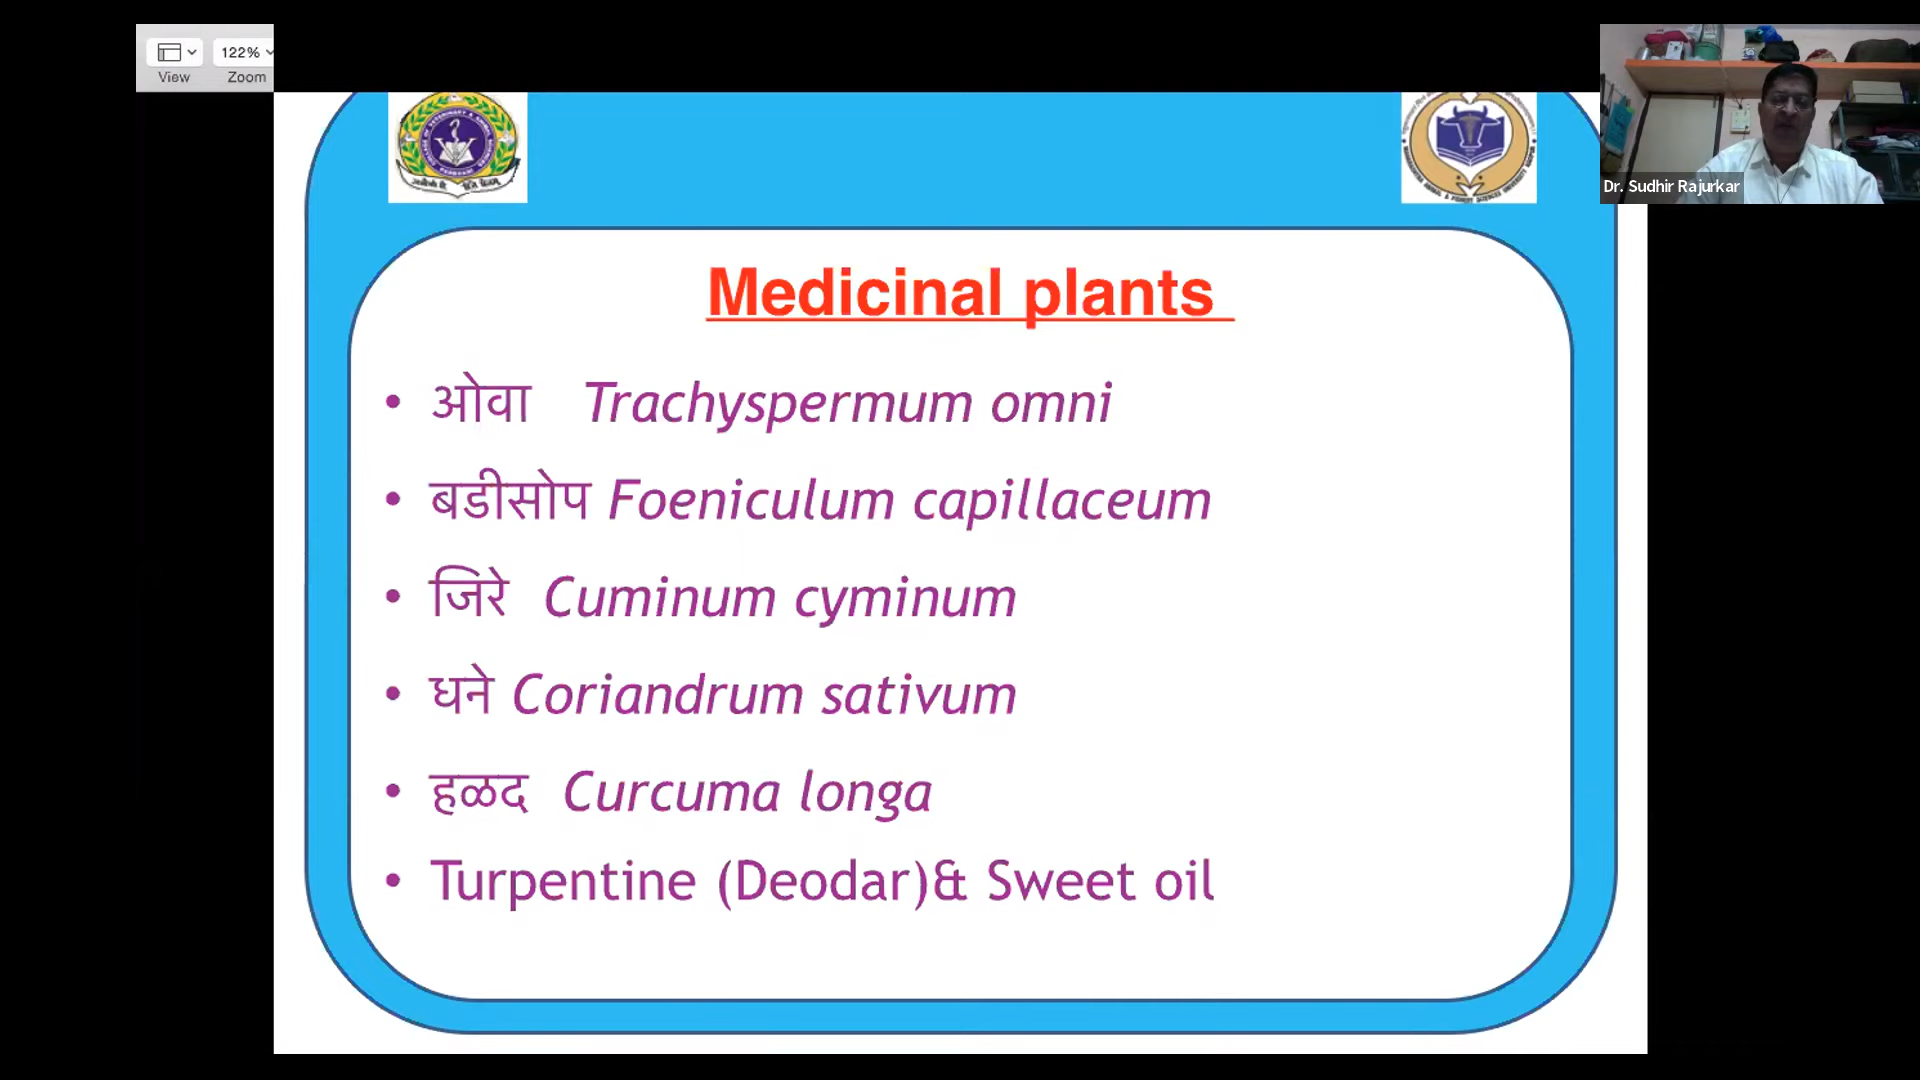 122%
View
Zoom
Dr. Sudhir Rajurkar
Medicinal plants
• ओवा Trachyspermum omni
• बडीसोप Foeniculum capillaceum
• जिरे Cuminum cyminum
• धने Coriandrum sativum
• हळद Curcuma longa
• Turpentine (Deodar)& Sweet oil